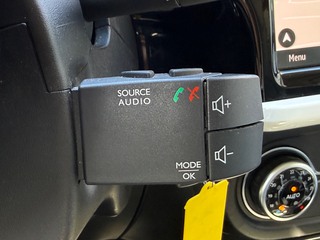 SOURCE
AUDIO
+
MODE
OK
-
Menu
AUTO